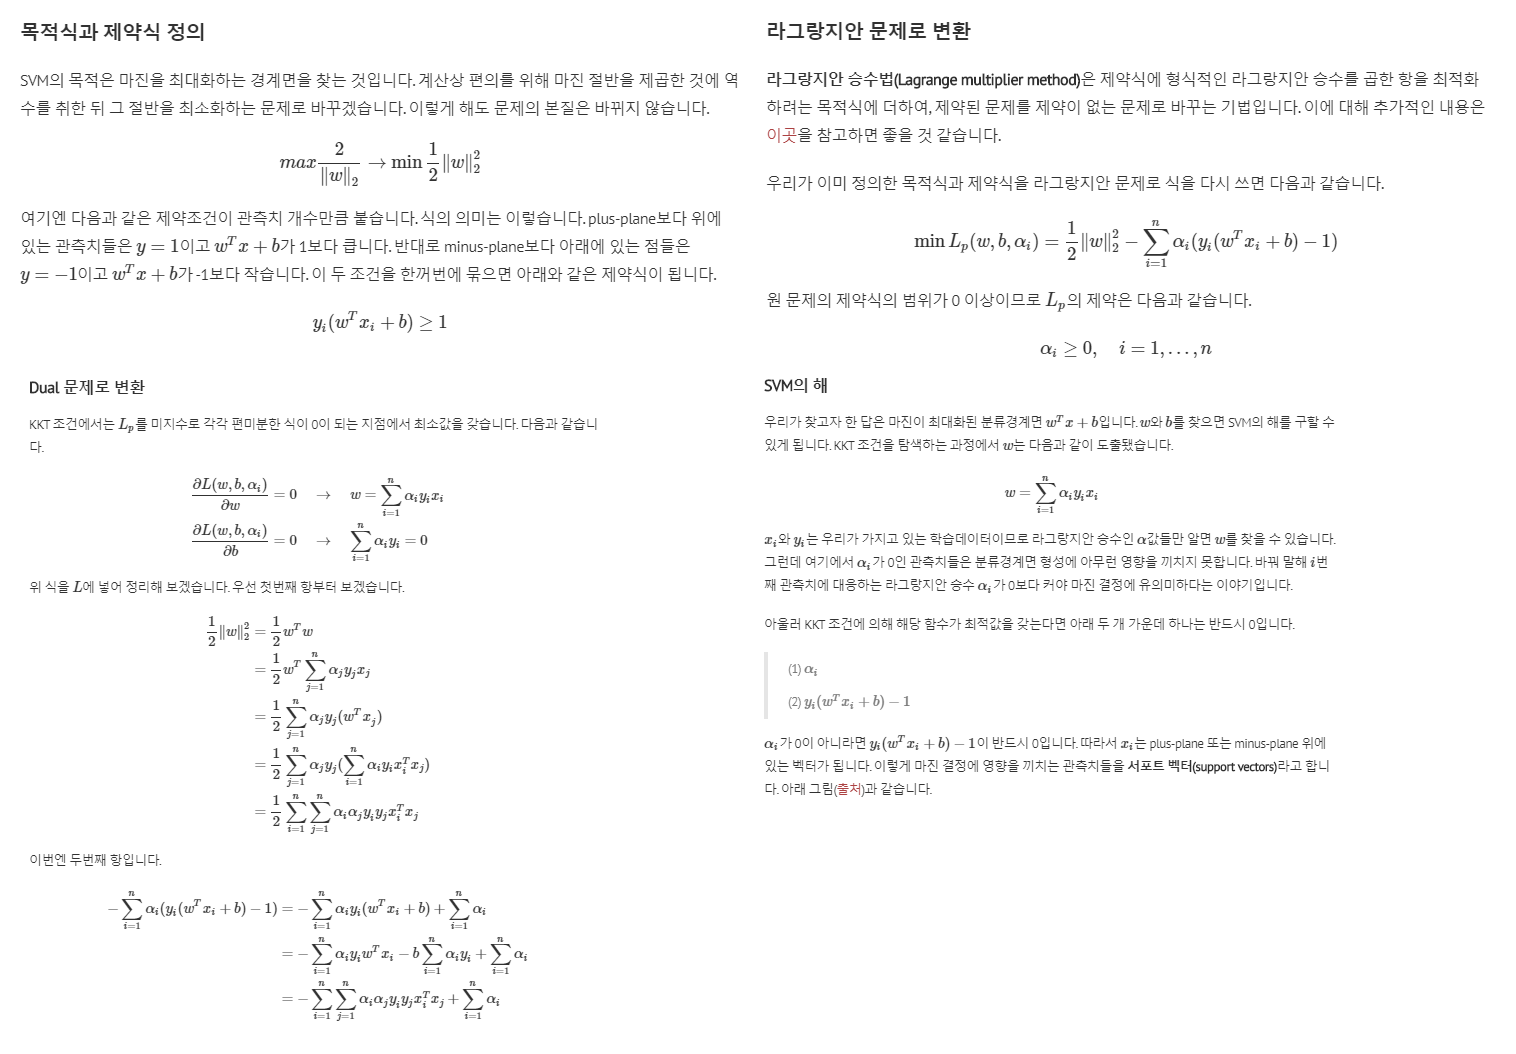 목적식과 제약식 정의
SVM의 목적은 마진을 최대화하는 경계면을 찾는 것입니다. 계산상 편의를 위해 마진 절반을 제곱한 것에 역
수를 취한 뒤 그 절반을 최소화하는 문제로 바꾸겠습니다. 이렇게 해도 문제의 본질은 바뀌지 않습니다.
$max \frac{2}{\|w\|_2} \rightarrow \min \frac{1}{2}\|w\|_2^2$
여기엔 다음과 같은 제약조건이 관측치 개수만큼 붙습니다. 식의 의미는 이렇습니다. plus-plane보다 위에
있는 관측치들은 $y = 1$이고 $w^T x + b$가 1보다 큽니다. 반대로 minus-plane보다 아래에 있는 점들은
$y = -1$이고 $w^T x + b$가 -1보다 작습니다. 이 두 조건을 한꺼번에 묶으면 아래와 같은 제약식이 됩니다.
$y_i(w^T x_i + b) \geq 1$
라그랑지안 문제로 변환
라그랑지안 승수법(Lagrange multiplier method)은 제약식에 형식적인 라그랑지안 승수를 곱한 항을 최적화
하려는 목적식에 더하여, 제약된 문제를 제약이 없는 문제로 바꾸는 기법입니다. 이에 대해 추가적인 내용은
이곳을 참고하면 좋을 것 같습니다.
우리가 이미 정의한 목적식과 제약식을 라그랑지안 문제로 식을 다시 쓰면 다음과 같습니다.
$\min L_p(w, b, \alpha_i) = \frac{1}{2}\|w\|_2^2 - \sum_{i=1}^{n} \alpha_i(y_i(w^T x_i + b) - 1)$
원 문제의 제약식의 범위가 0 이상이므로 $L_p$의 제약은 다음과 같습니다.
$\alpha_i \geq 0, \quad i = 1, \ldots, n$
Dual 문제로 변환
KKT 조건에서는 $L_p$를 미지수로 각각 편미분한 식이 0이 되는 지점에서 최소값을 갖습니다. 다음과 같습니
다.
$\frac{\partial L(w, b, \alpha_i)}{\partial w} = 0 \quad \rightarrow \quad w = \sum_{i=1}^{n} \alpha_i y_i x_i$
$\frac{\partial L(w, b, \alpha_i)}{\partial b} = 0 \quad \rightarrow \quad \sum_{i=1}^{n} \alpha_i y_i = 0$
위 식을 $L$에 넣어 정리해 보겠습니다. 우선 첫번째 항부터 보겠습니다.
$\frac{1}{2}\|w\|_2^2 = \frac{1}{2} w^T w$
$= \frac{1}{2} w^T \sum_{j=1}^{n} \alpha_j y_j x_j$
$= \frac{1}{2} \sum_{j=1}^{n} \alpha_j y_j (w^T x_j)$
$= \frac{1}{2} \sum_{j=1}^{n} \alpha_j y_j (\sum_{i=1}^{n} \alpha_i y_i x_i^T x_j)$
$= \frac{1}{2} \sum_{i=1}^{n} \sum_{j=1}^{n} \alpha_i \alpha_j y_i y_j x_i^T x_j$
이번엔 두번째 항입니다.
$-\sum_{i=1}^{n} \alpha_i(y_i(w^T x_i + b) - 1) = -\sum_{i=1}^{n} \alpha_i y_i(w^T x_i + b) + \sum_{i=1}^{n} \alpha_i$
$= -\sum_{i=1}^{n} \alpha_i y_i w^T x_i - b \sum_{i=1}^{n} \alpha_i y_i + \sum_{i=1}^{n} \alpha_i$
$= -\sum_{i=1}^{n} \sum_{j=1}^{n} \alpha_i \alpha_j y_i y_j x_i^T x_j + \sum_{i=1}^{n} \alpha_i$
SVM의 해
우리가 찾고자 한 답은 마진이 최대화된 분류경계면 $w^T x + b$입니다. $w$와 $b$를 찾으면 SVM의 해를 구할 수
있게 됩니다. KKT 조건을 탐색하는 과정에서 $w$는 다음과 같이 도출됐습니다.
$w = \sum_{i=1}^{n} \alpha_i y_i x_i$
$x_i$와 $y_i$는 우리가 가지고 있는 학습데이터이므로 라그랑지안 승수인 $\alpha$값들만 알면 $w$를 찾을 수 있습니다.
그런데 여기에서 $\alpha_i$가 0인 관측치들은 분류경계면 형성에 아무런 영향을 끼치지 못합니다. 바꿔 말해 $i$번
째 관측치에 대응하는 라그랑지안 승수 $\alpha_i$가 0보다 커야 마진 결정에 유의미하다는 이야기입니다.
아울러 KKT 조건에 의해 해당 함수가 최적값을 갖는다면 아래 두 개 가운데 하나는 반드시 0입니다.
(1) $\alpha_i$
(2) $y_i(w^T x_i + b) - 1$
$\alpha_i$가 0이 아니라면 $y_i(w^T x_i + b) - 1$이 반드시 0입니다. 따라서 $x_i$는 plus-plane 또는 minus-plane 위에
있는 벡터가 됩니다. 이렇게 마진 결정에 영향을 끼치는 관측치들을 서포트 벡터(support vectors)라고 합니
다. 아래 그림(출처)과 같습니다.